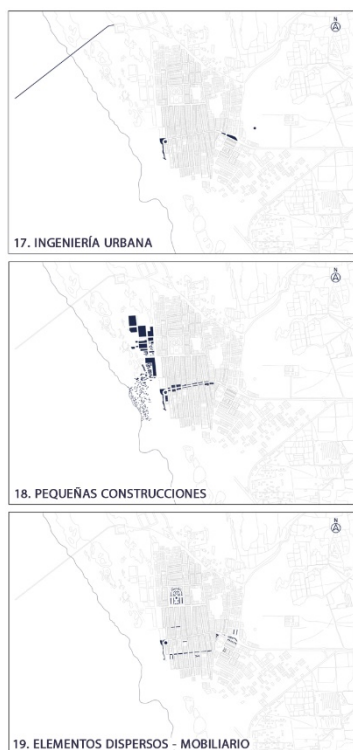 N
17. INGENIERÍA URBANA
N
18. PEQUEÑAS CONSTRUCCIONES
N
19. ELEMENTOS DISPERSOS - MOBILIARIO